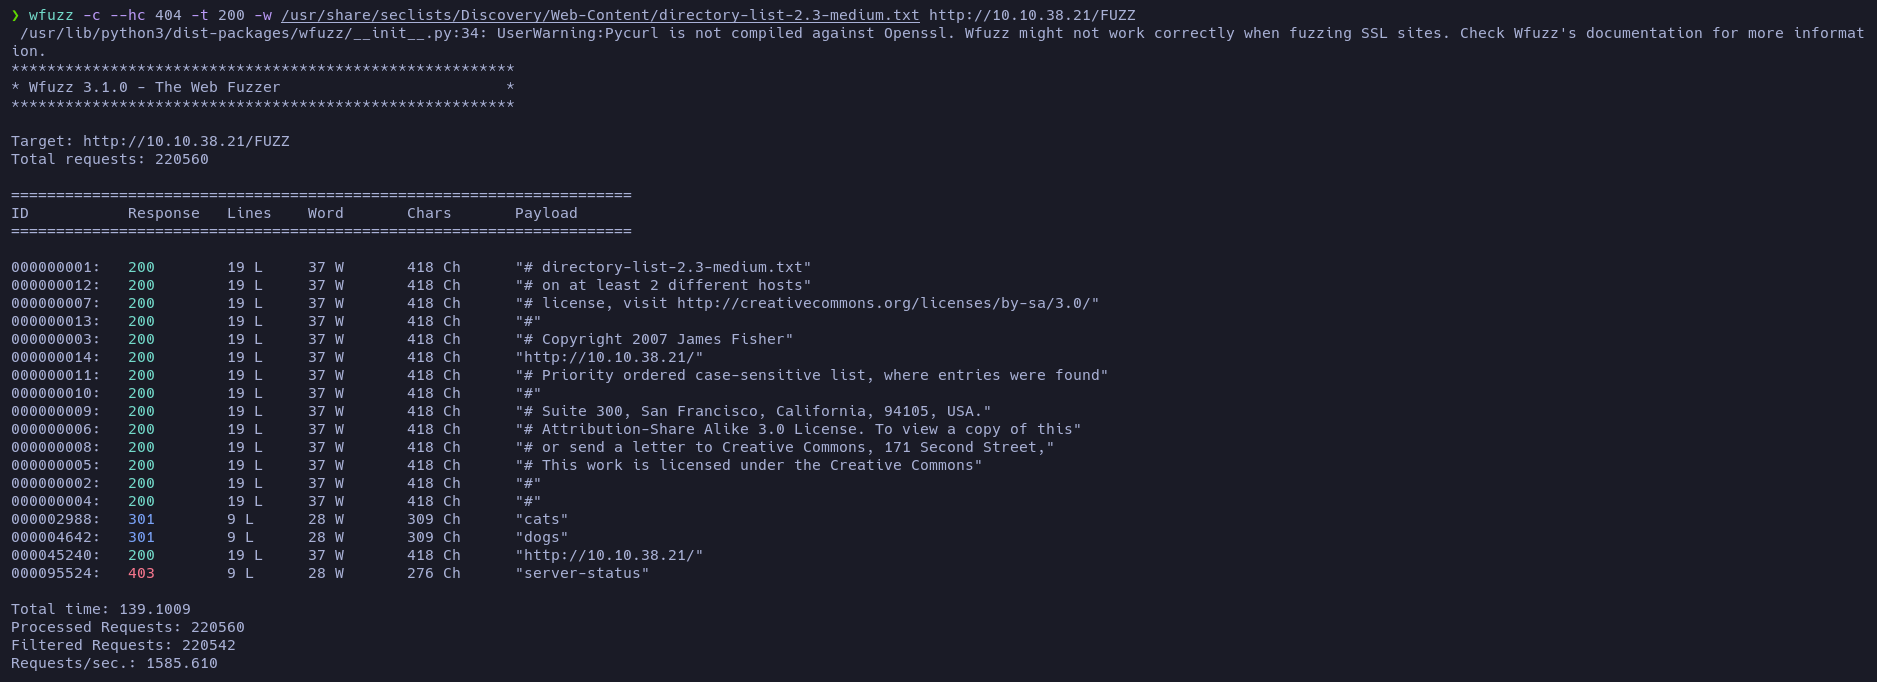 ❯ wfuzz -c --hc 404 -t 200 -w /usr/share/seclists/Discovery/Web-Content/directory-list-2.3-medium.txt http://10.10.38.21/FUZZ
 /usr/lib/python3/dist-packages/wfuzz/__init__.py:34: UserWarning:Pycurl is not compiled against Openssl. Wfuzz might not work correctly when fuzzing SSL sites. Check Wfuzz's documentation for more informat
ion.
********************************************************
* Wfuzz 3.1.0 - The Web Fuzzer                         *
********************************************************

Target: http://10.10.38.21/FUZZ
Total requests: 220560

=====================================================================
ID           Response   Lines    Word       Chars       Payload
=====================================================================

000000001:   200        19 L     37 W       418 Ch      "# directory-list-2.3-medium.txt"
000000012:   200        19 L     37 W       418 Ch      "# on at least 2 different hosts"
000000007:   200        19 L     37 W       418 Ch      "# license, visit http://creativecommons.org/licenses/by-sa/3.0/"
000000013:   200        19 L     37 W       418 Ch      "#"
000000003:   200        19 L     37 W       418 Ch      "# Copyright 2007 James Fisher"
000000014:   200        19 L     37 W       418 Ch      "http://10.10.38.21/"
000000011:   200        19 L     37 W       418 Ch      "# Priority ordered case-sensitive list, where entries were found"
000000010:   200        19 L     37 W       418 Ch      "#"
000000009:   200        19 L     37 W       418 Ch      "# Suite 300, San Francisco, California, 94105, USA."
000000006:   200        19 L     37 W       418 Ch      "# Attribution-Share Alike 3.0 License. To view a copy of this"
000000008:   200        19 L     37 W       418 Ch      "# or send a letter to Creative Commons, 171 Second Street,"
000000005:   200        19 L     37 W       418 Ch      "# This work is licensed under the Creative Commons"
000000002:   200        19 L     37 W       418 Ch      "#"
000000004:   200        19 L     37 W       418 Ch      "#"
000002988:   301        9 L      28 W       309 Ch      "cats"
000004642:   301        9 L      28 W       309 Ch      "dogs"
000045240:   200        19 L     37 W       418 Ch      "http://10.10.38.21/"
000095524:   403        9 L      28 W       276 Ch      "server-status"

Total time: 139.1009
Processed Requests: 220560
Filtered Requests: 220542
Requests/sec.: 1585.610